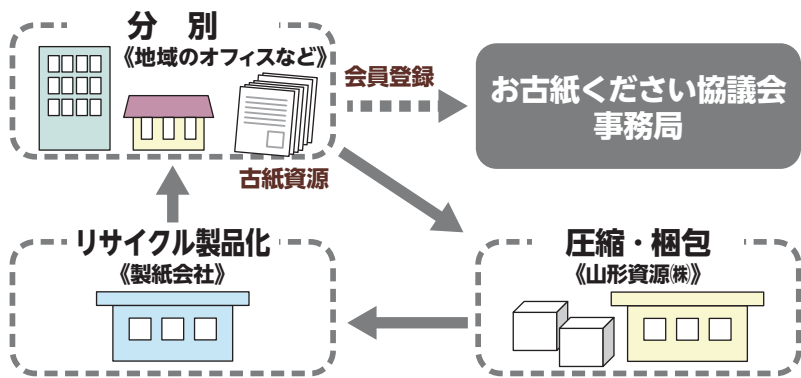 分　別
《地域のオフィスなど》
会員登録
お古紙ください協議会
事務局
古紙資源
リサイクル製品化
《製紙会社》
圧縮・梱包
《山形資源㈱》